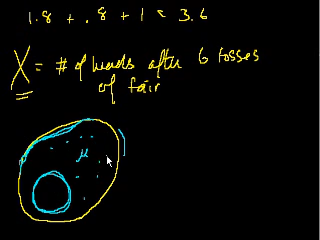 1.8 + .8 + 1 = 3.6
X = # of heads after 6 tosses
of fair
μ